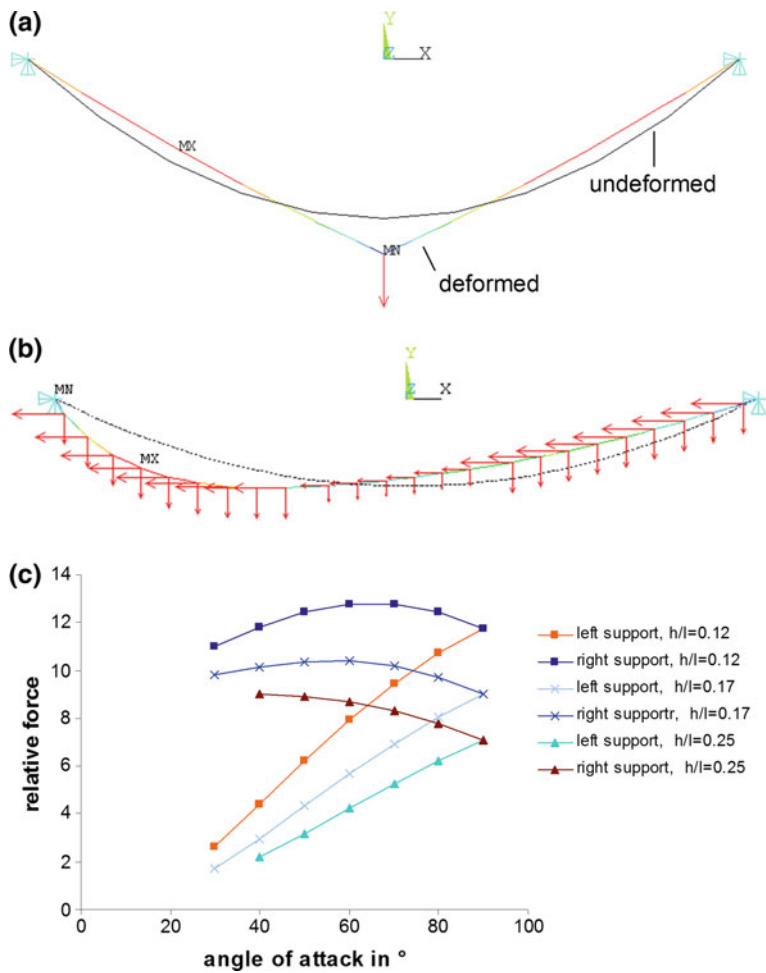 (a)
Y
Z
X
MX
undeformed
MN
deformed
(b)
Y
Z
X
MN
MX
(c)
14
12
10
8
6
4
2
0
relative force
0 20 40 60 80 100
angle of attack in °
left support, h/l=0.12
right support, h/l=0.12
left support, h/l=0.17
right supportr, h/l=0.17
left support, h/l=0.25
right support, h/l=0.25